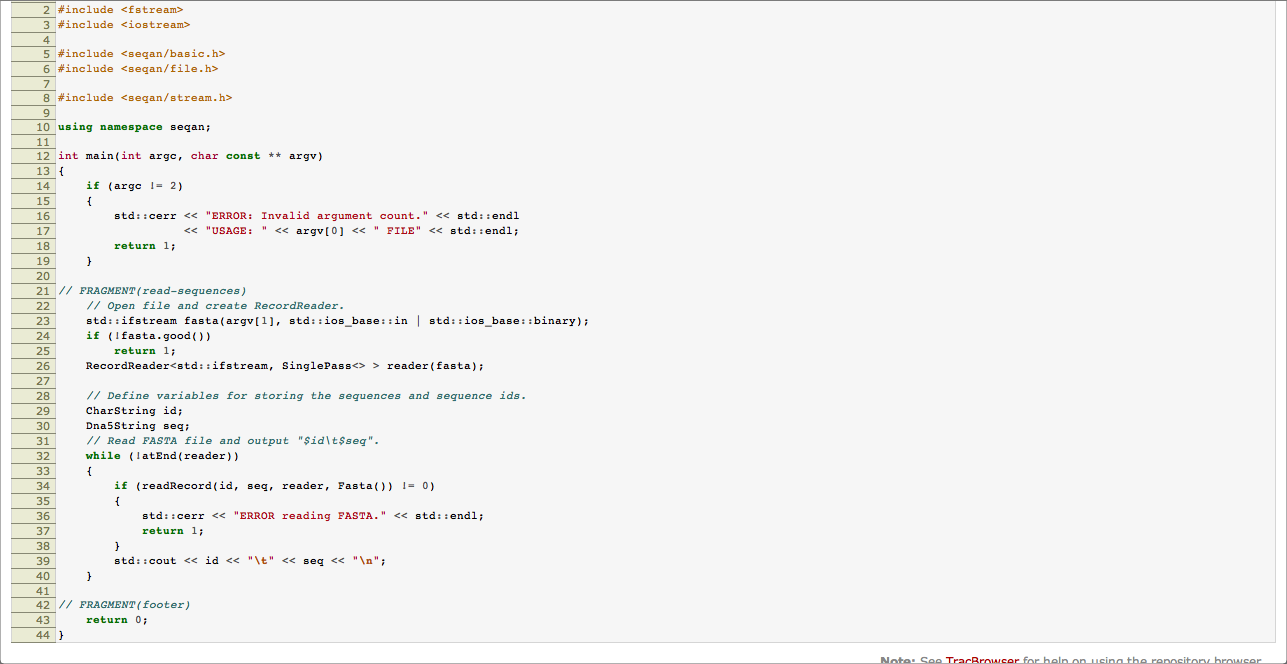 2 #include <fstream>
3 #include <iostream>
4
5 #include <seqan/basic.h>
6 #include <seqan/file.h>
7
8 #include <seqan/stream.h>
9
10 using namespace seqan;
11
12 int main(int argc, char const ** argv)
13 {
14     if (argc != 2)
15     {
16         std::cerr << "ERROR: Invalid argument count." << std::endl
17                   << "USAGE: " << argv[0] << " FILE" << std::endl;
18         return 1;
19     }
20
21 // FRAGMENT(read-sequences)
22     // Open file and create RecordReader.
23     std::ifstream fasta(argv[1], std::ios_base::in | std::ios_base::binary);
24     if (!fasta.good())
25         return 1;
26     RecordReader<std::ifstream, SinglePass<> > reader(fasta);
27
28     // Define variables for storing the sequences and sequence ids.
29     CharString id;
30     Dna5String seq;
31     // Read FASTA file and output "$id\t$seq".
32     while (!atEnd(reader))
33     {
34         if (readRecord(id, seq, reader, Fasta()) != 0)
35         {
36             std::cerr << "ERROR reading FASTA." << std::endl;
37             return 1;
38         }
39         std::cout << id << "\t" << seq << "\n";
40     }
41
42 // FRAGMENT(footer)
43     return 0;
44 }
Note: See TracBrowser for help on using the repository browser.